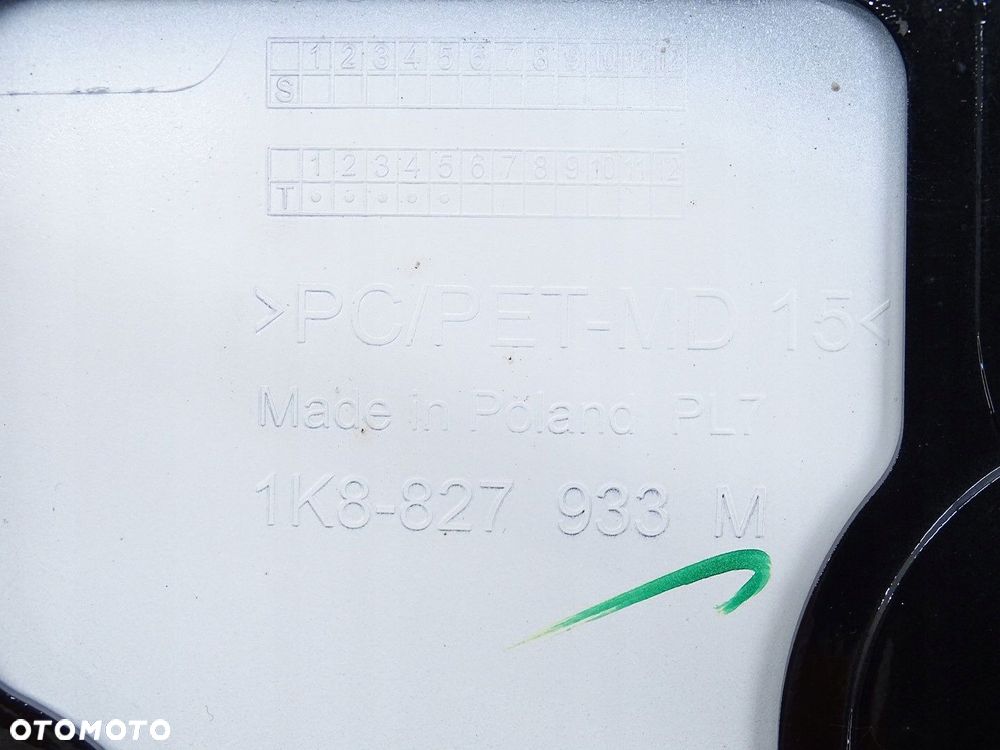 1 2 3 4 5 6 7 8 9 10 11 12
S
1 2 3 4 5 6 7 8 9 10 11 12
T
>PC/PET-MD 15<
Made in Poland PL7
1K8-827 933 M
OTOMOTO